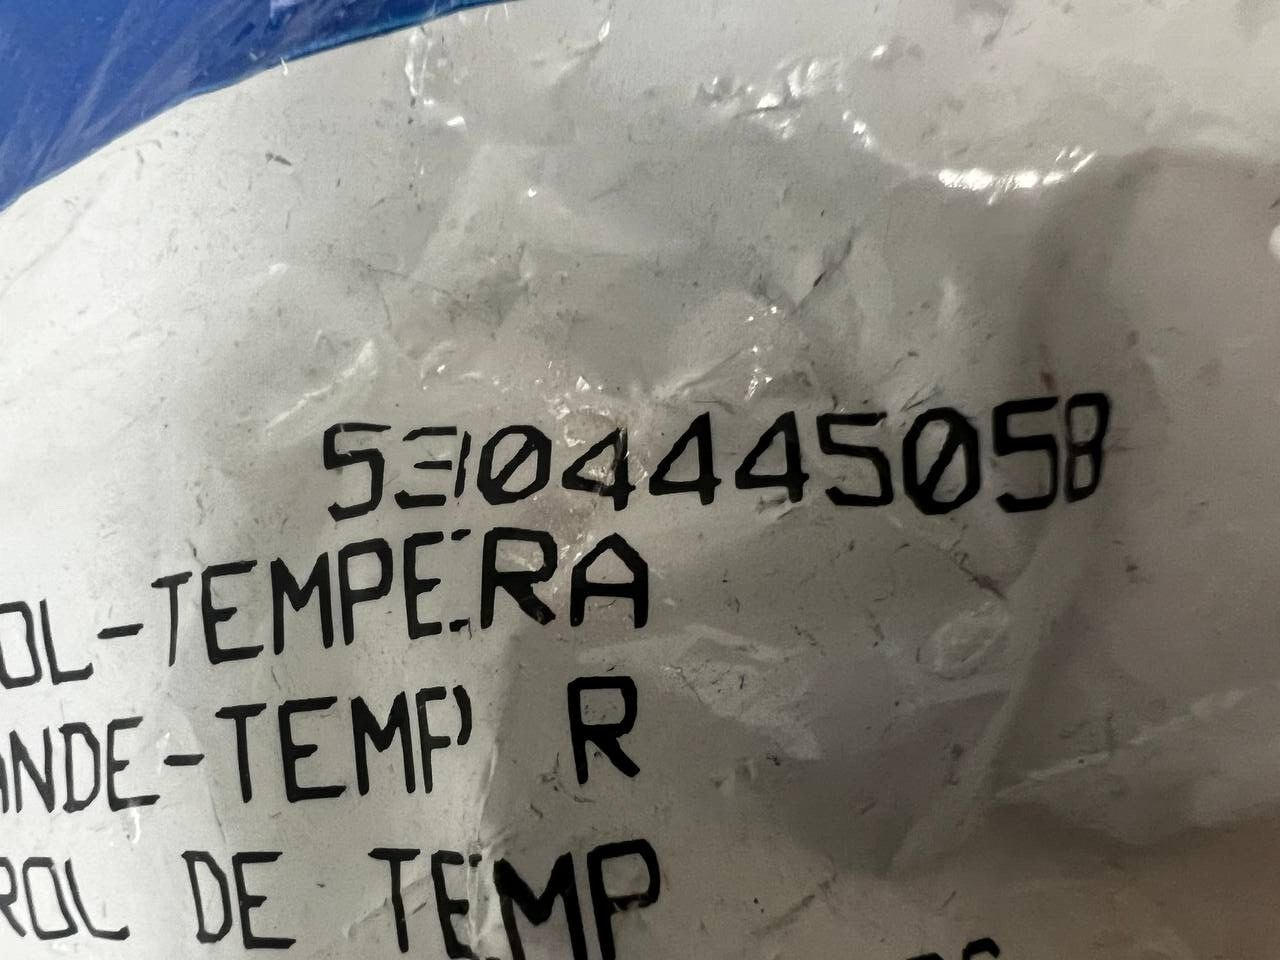 5304445058
OL-TEMPERA
ANDE-TEMP R
ROL DE TEMP